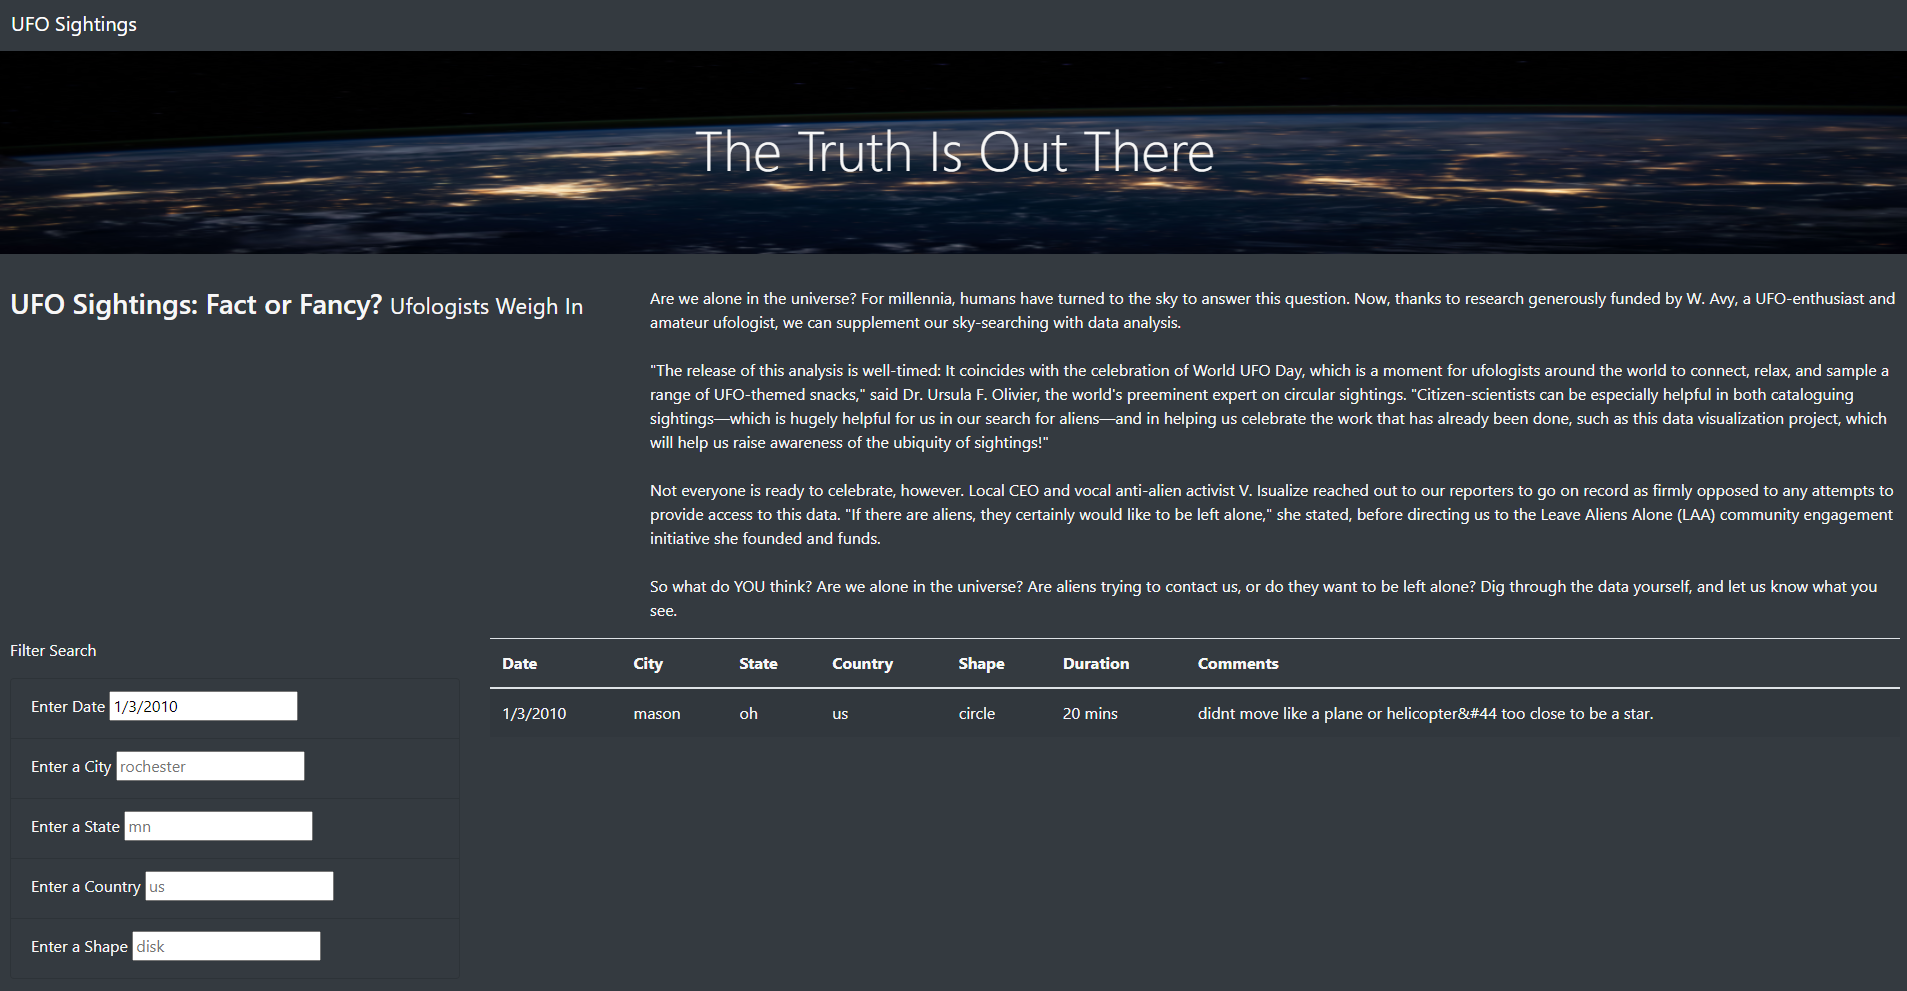 UFO Sightings
The Truth Is Out There
UFO Sightings: Fact or Fancy? Ufologists Weigh In
Are we alone in the universe? For millennia, humans have turned to the sky to answer this question. Now, thanks to research generously funded by W. Avy, a UFO-enthusiast and
amateur ufologist, we can supplement our sky-searching with data analysis.
"The release of this analysis is well-timed: It coincides with the celebration of World UFO Day, which is a moment for ufologists around the world to connect, relax, and sample a
range of UFO-themed snacks," said Dr. Ursula F. Olivier, the world's preeminent expert on circular sightings. "Citizen-scientists can be especially helpful in both cataloguing
sightings—which is hugely helpful for us in our search for aliens—and in helping us celebrate the work that has already been done, such as this data visualization project, which
will help us raise awareness of the ubiquity of sightings!"
Not everyone is ready to celebrate, however. Local CEO and vocal anti-alien activist V. Isualize reached out to our reporters to go on record as firmly opposed to any attempts to
provide access to this data. "If there are aliens, they certainly would like to be left alone," she stated, before directing us to the Leave Aliens Alone (LAA) community engagement
initiative she founded and funds.
So what do YOU think? Are we alone in the universe? Are aliens trying to contact us, or do they want to be left alone? Dig through the data yourself, and let us know what you
see.
Filter Search
Enter Date 1/3/2010
Enter a City rochester
Enter a State mn
Enter a Country us
Enter a Shape disk
Date City State Country Shape Duration Comments
1/3/2010 mason oh us circle 20 mins didnt move like a plane or helicopter&#44 too close to be a star.